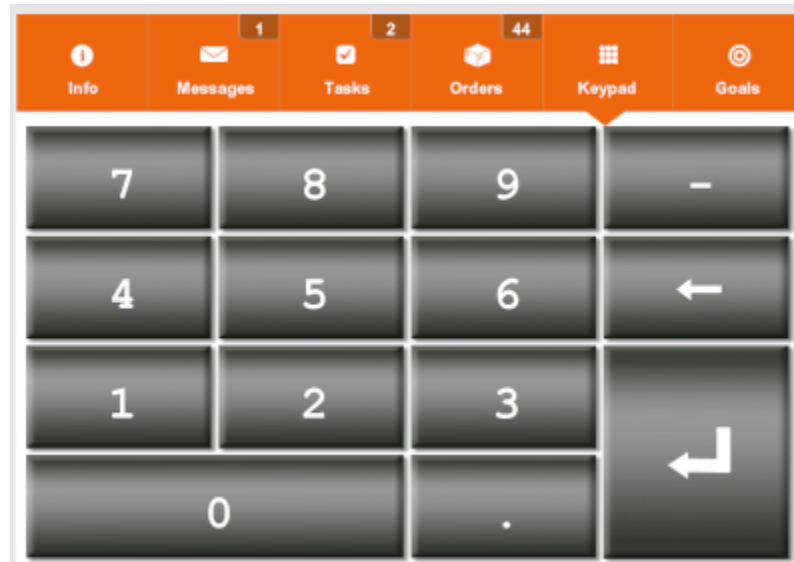 1 2 44
Info Messages Tasks Orders Keypad Goals
7 8 9 -
4 5 6 ←
1 2 3
0 .